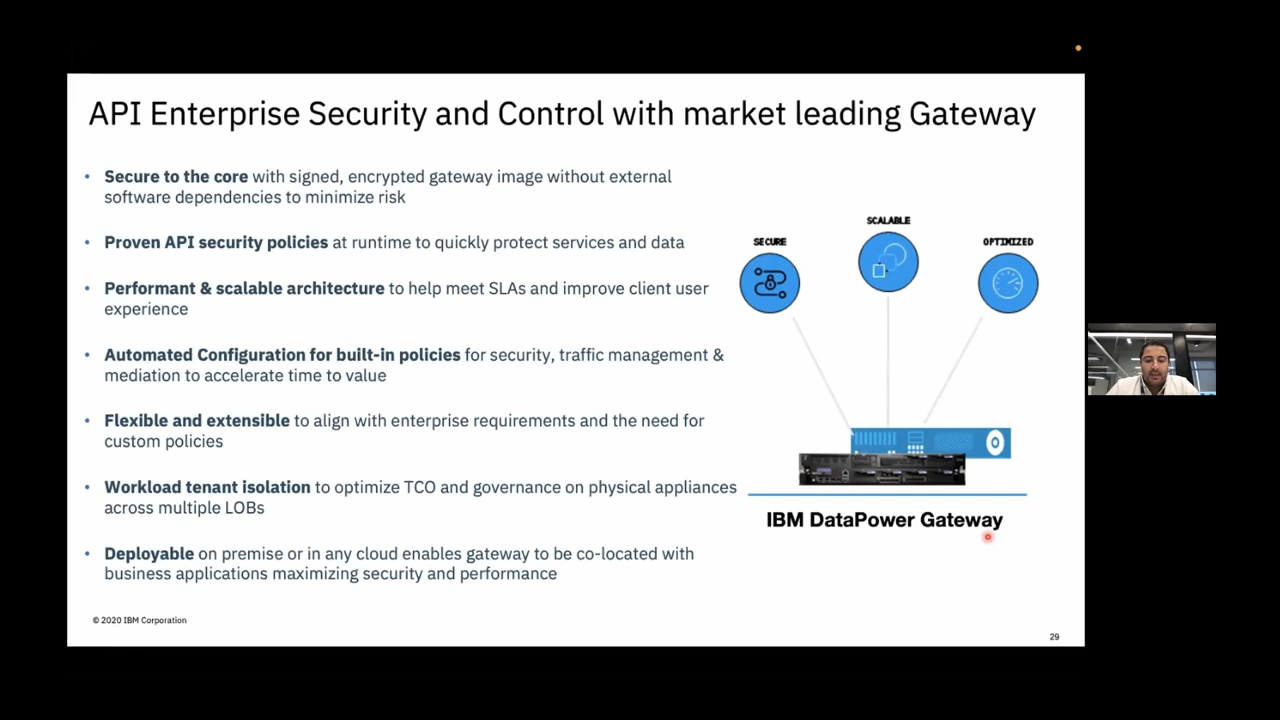 API Enterprise Security and Control with market leading Gateway
• Secure to the core with signed, encrypted gateway image without external
software dependencies to minimize risk
• Proven API security policies at runtime to quickly protect services and data
• Performant & scalable architecture to help meet SLAs and improve client user
experience
• Automated Configuration for built-in policies for security, traffic management &
mediation to accelerate time to value
• Flexible and extensible to align with enterprise requirements and the need for
custom policies
• Workload tenant isolation to optimize TCO and governance on physical appliances
across multiple LOBs
• Deployable on premise or in any cloud enables gateway to be co-located with
business applications maximizing security and performance
SCALABLE
SECURE
OPTIMIZED
IBM DataPower Gateway
© 2020 IBM Corporation
29